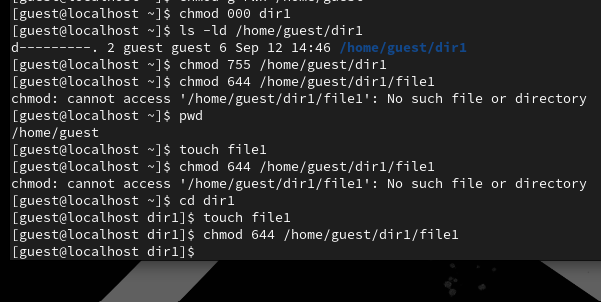 [guest@localhost ~]$ chmod 000 dir1
[guest@localhost ~]$ ls -ld /home/guest/dir1
d---------. 2 guest guest 6 Sep 12 14:46 /home/guest/dir1
[guest@localhost ~]$ chmod 755 /home/guest/dir1
[guest@localhost ~]$ chmod 644 /home/guest/dir1/file1
chmod: cannot access '/home/guest/dir1/file1': No such file or directory
[guest@localhost ~]$ pwd
/home/guest
[guest@localhost ~]$ touch file1
[guest@localhost ~]$ chmod 644 /home/guest/dir1/file1
chmod: cannot access '/home/guest/dir1/file1': No such file or directory
[guest@localhost ~]$ cd dir1
[guest@localhost dir1]$ touch file1
[guest@localhost dir1]$ chmod 644 /home/guest/dir1/file1
[guest@localhost dir1]$